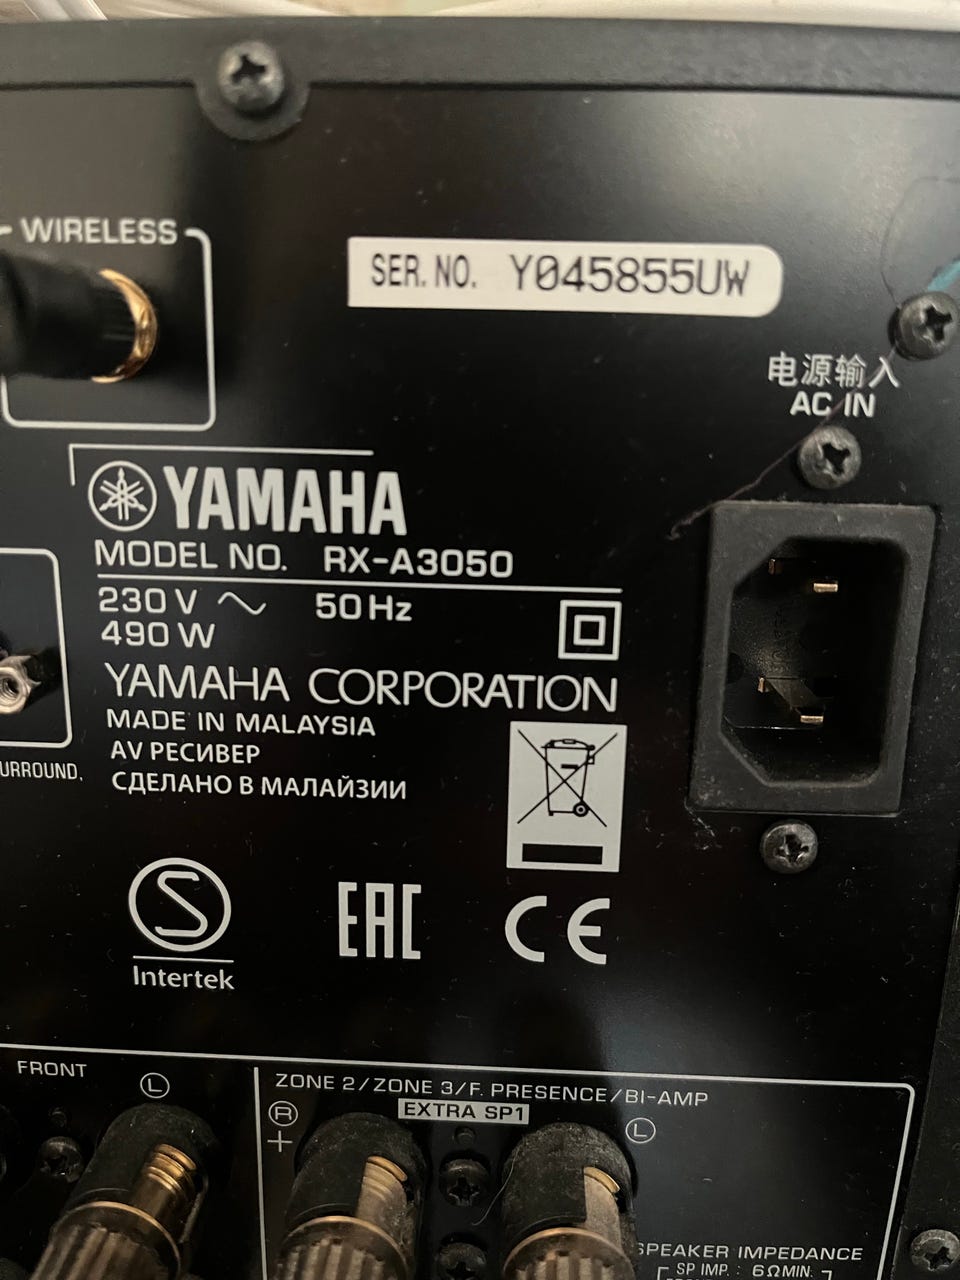 WIRELESS
SER. NO. Y045855UW
电源输入
AC IN
YAMAHA
MODEL NO. RX-A3050
230 V ~ 50 Hz
490 W
YAMAHA CORPORATION
MADE IN MALAYSIA
AV РЕСИВЕР
СДЕЛАНО В МАЛАЙЗИИ
URROUND.
S
Intertek
EAC
CE
FRONT
L
ZONE 2/ZONE 3/F. PRESENCE/BI-AMP
EXTRA SP1
R
+
L
SPEAKER IMPEDANCE
SP IMP. : 6ΩMIN.